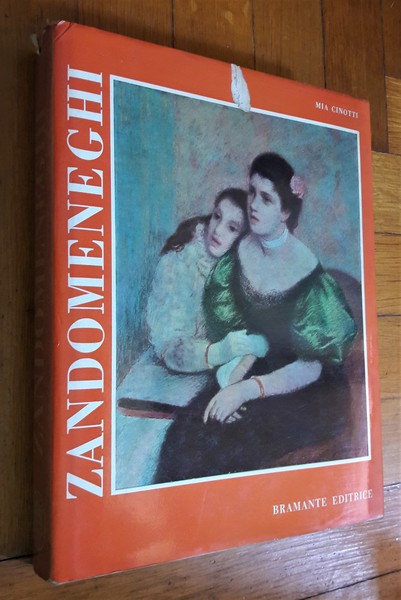 MIA CINOTTI
ZANDOMENEGHI
BRAMANTE EDITRICE